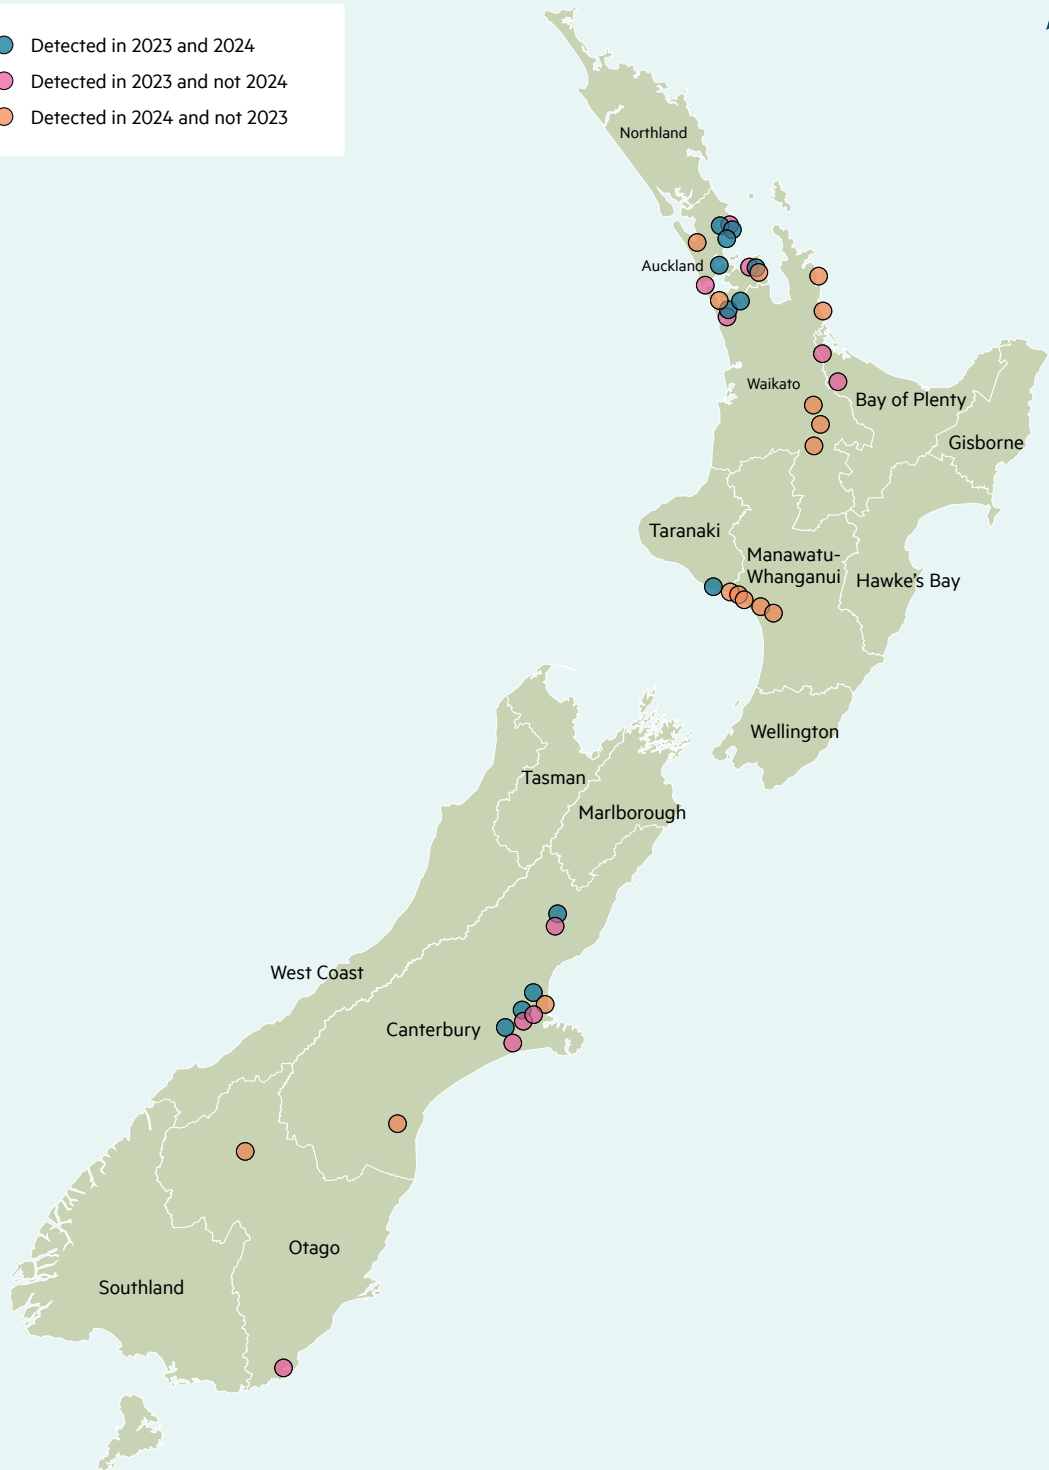 Detected in 2023 and 2024
Detected in 2023 and not 2024
Detected in 2024 and not 2023
Northland
Auckland
Waikato
Bay of Plenty
Gisborne
Taranaki
Manawatu-
Whanganui
Hawke's Bay
Wellington
Tasman
Marlborough
West Coast
Canterbury
Otago
Southland